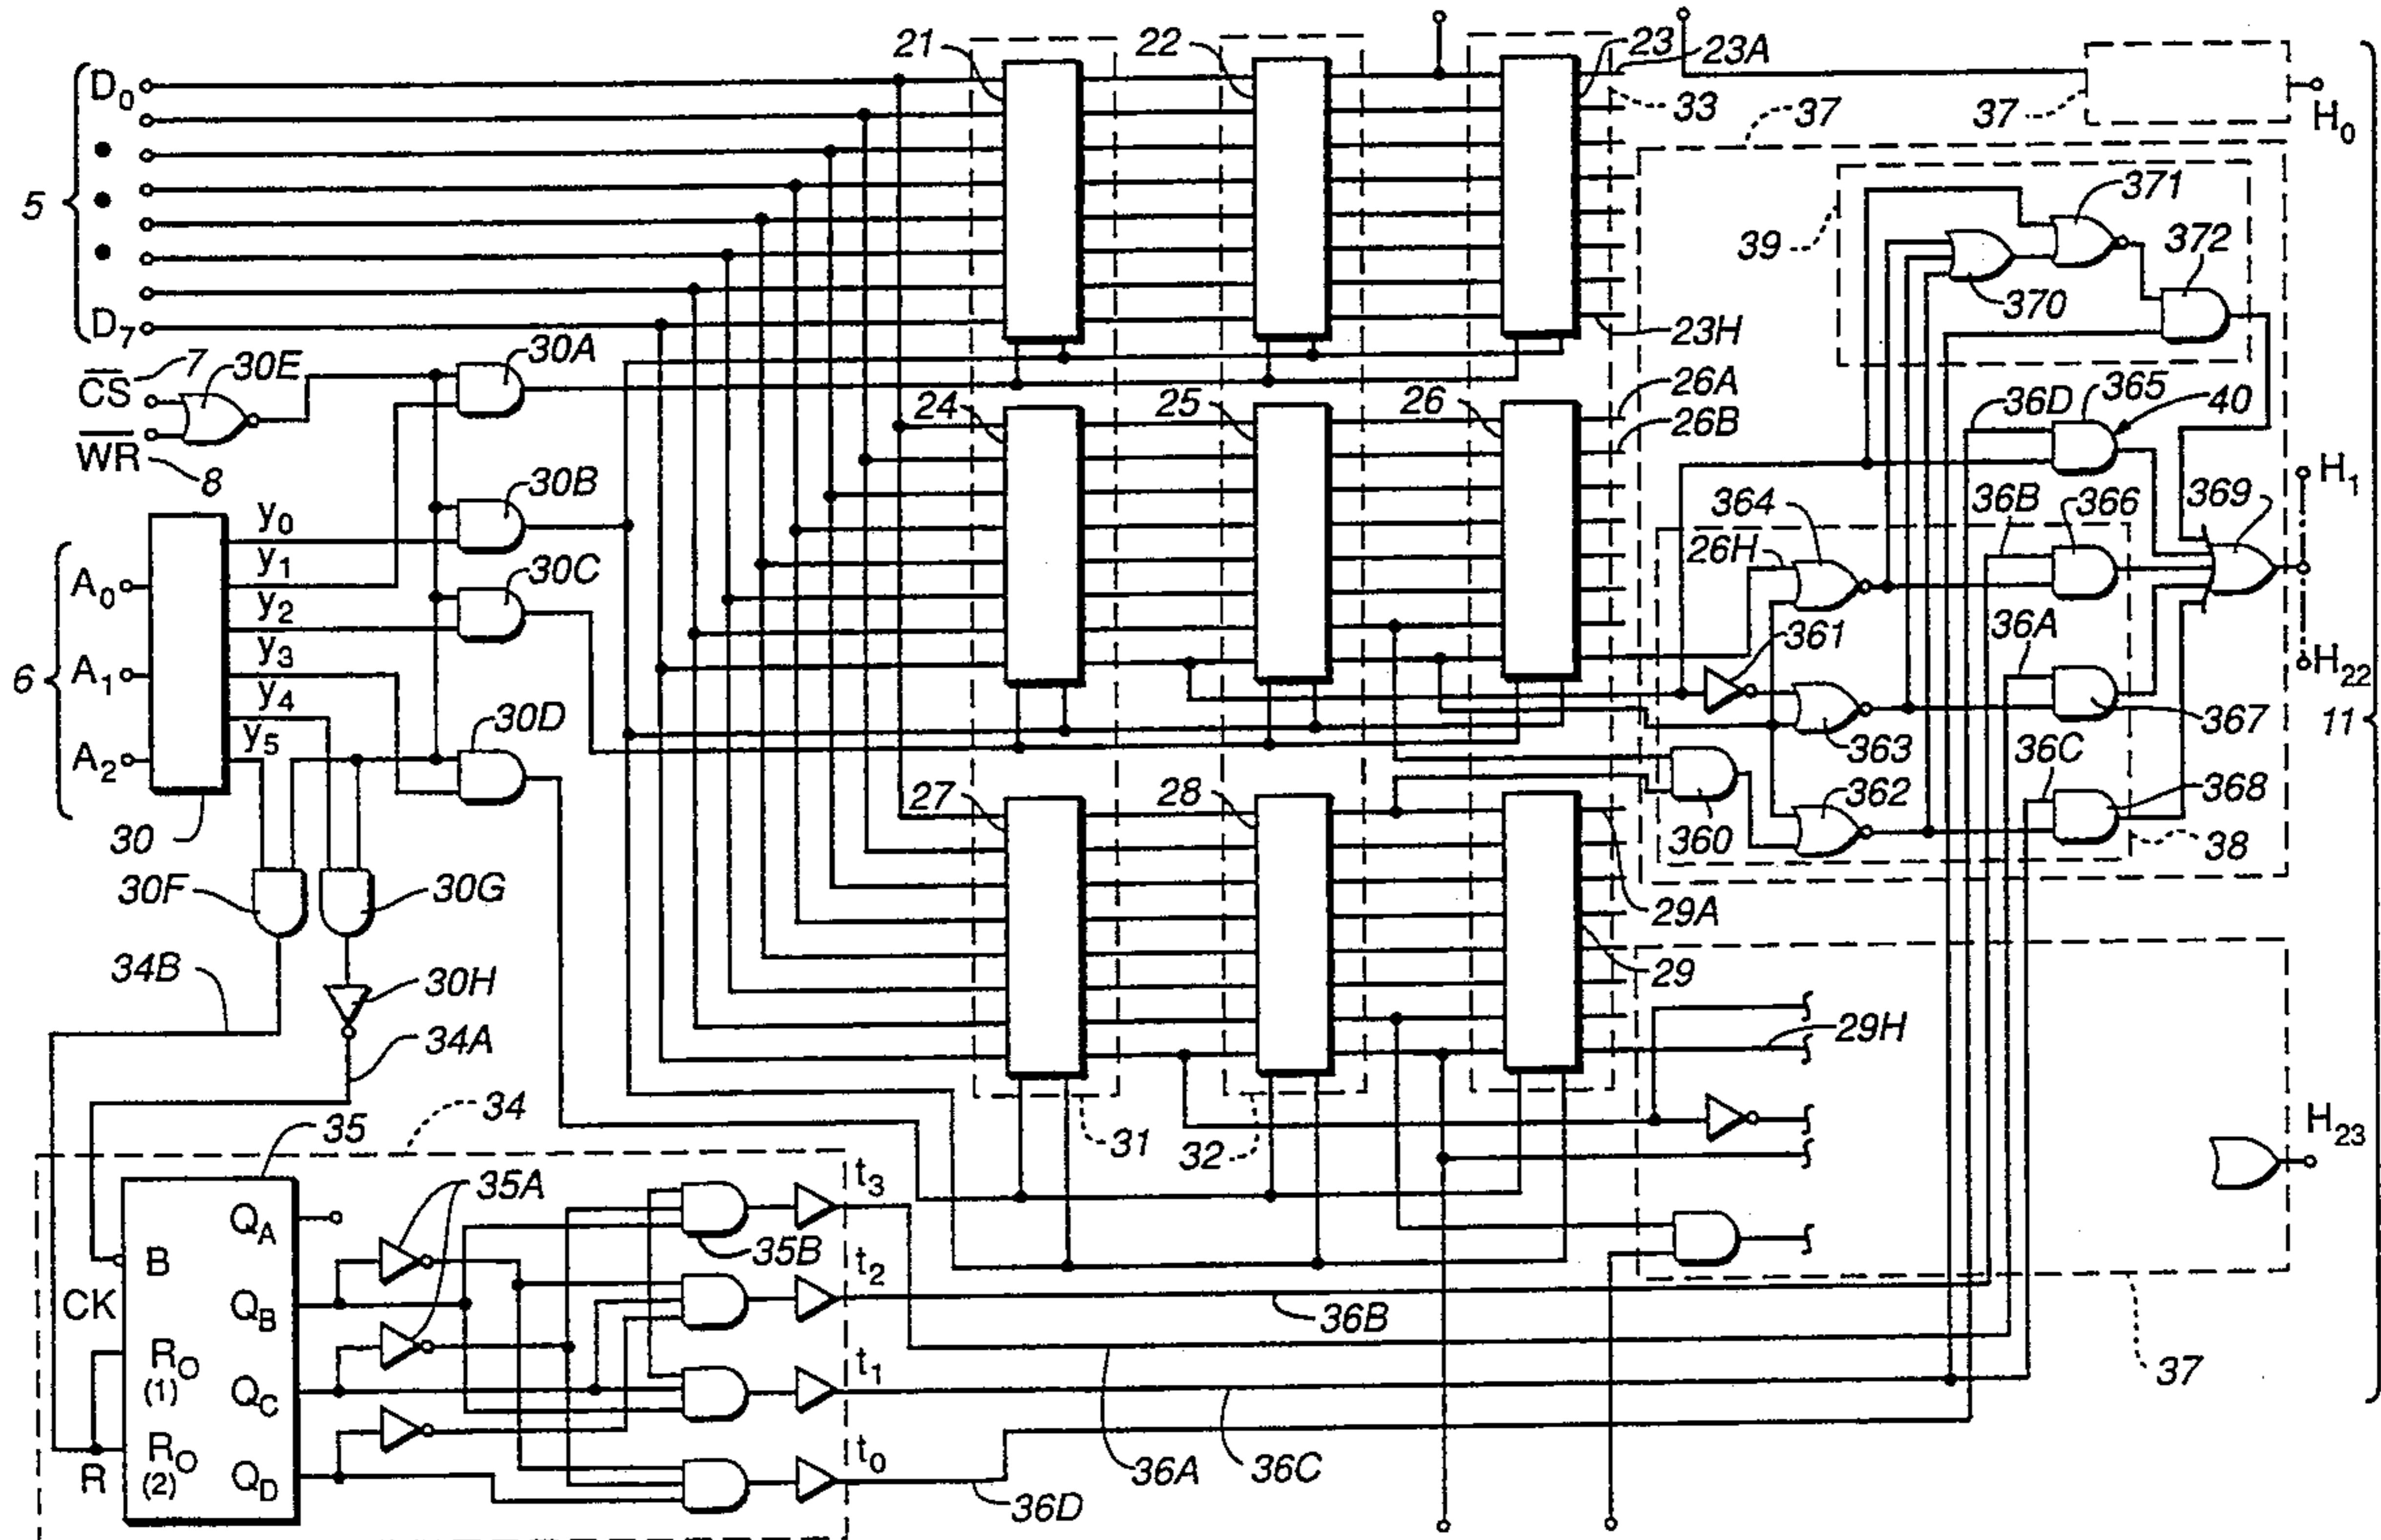 21
22
23
23A
33
37
37
H0
5
D0
D7
39
371
372
370
23H
7
CS
WR
8
30E
30A
26A
26B
24
25
26
36D
365
40
H1
30B
364
36B
366
369
y0
y1
y2
y3
y4
y5
30C
26H
361
36A
H22
6
A0
A1
A2
30D
363
36C
367
11
360
362
368
38
27
28
30
30F
30G
29A
29
34B
30H
34A
29H
34
35
31
32
H23
35A
35B
t3
t2
t1
t0
QA
B
CK
QB
RO
(1)
QC
RO
(2)
R
QD
36B
37
36A
36C
36D